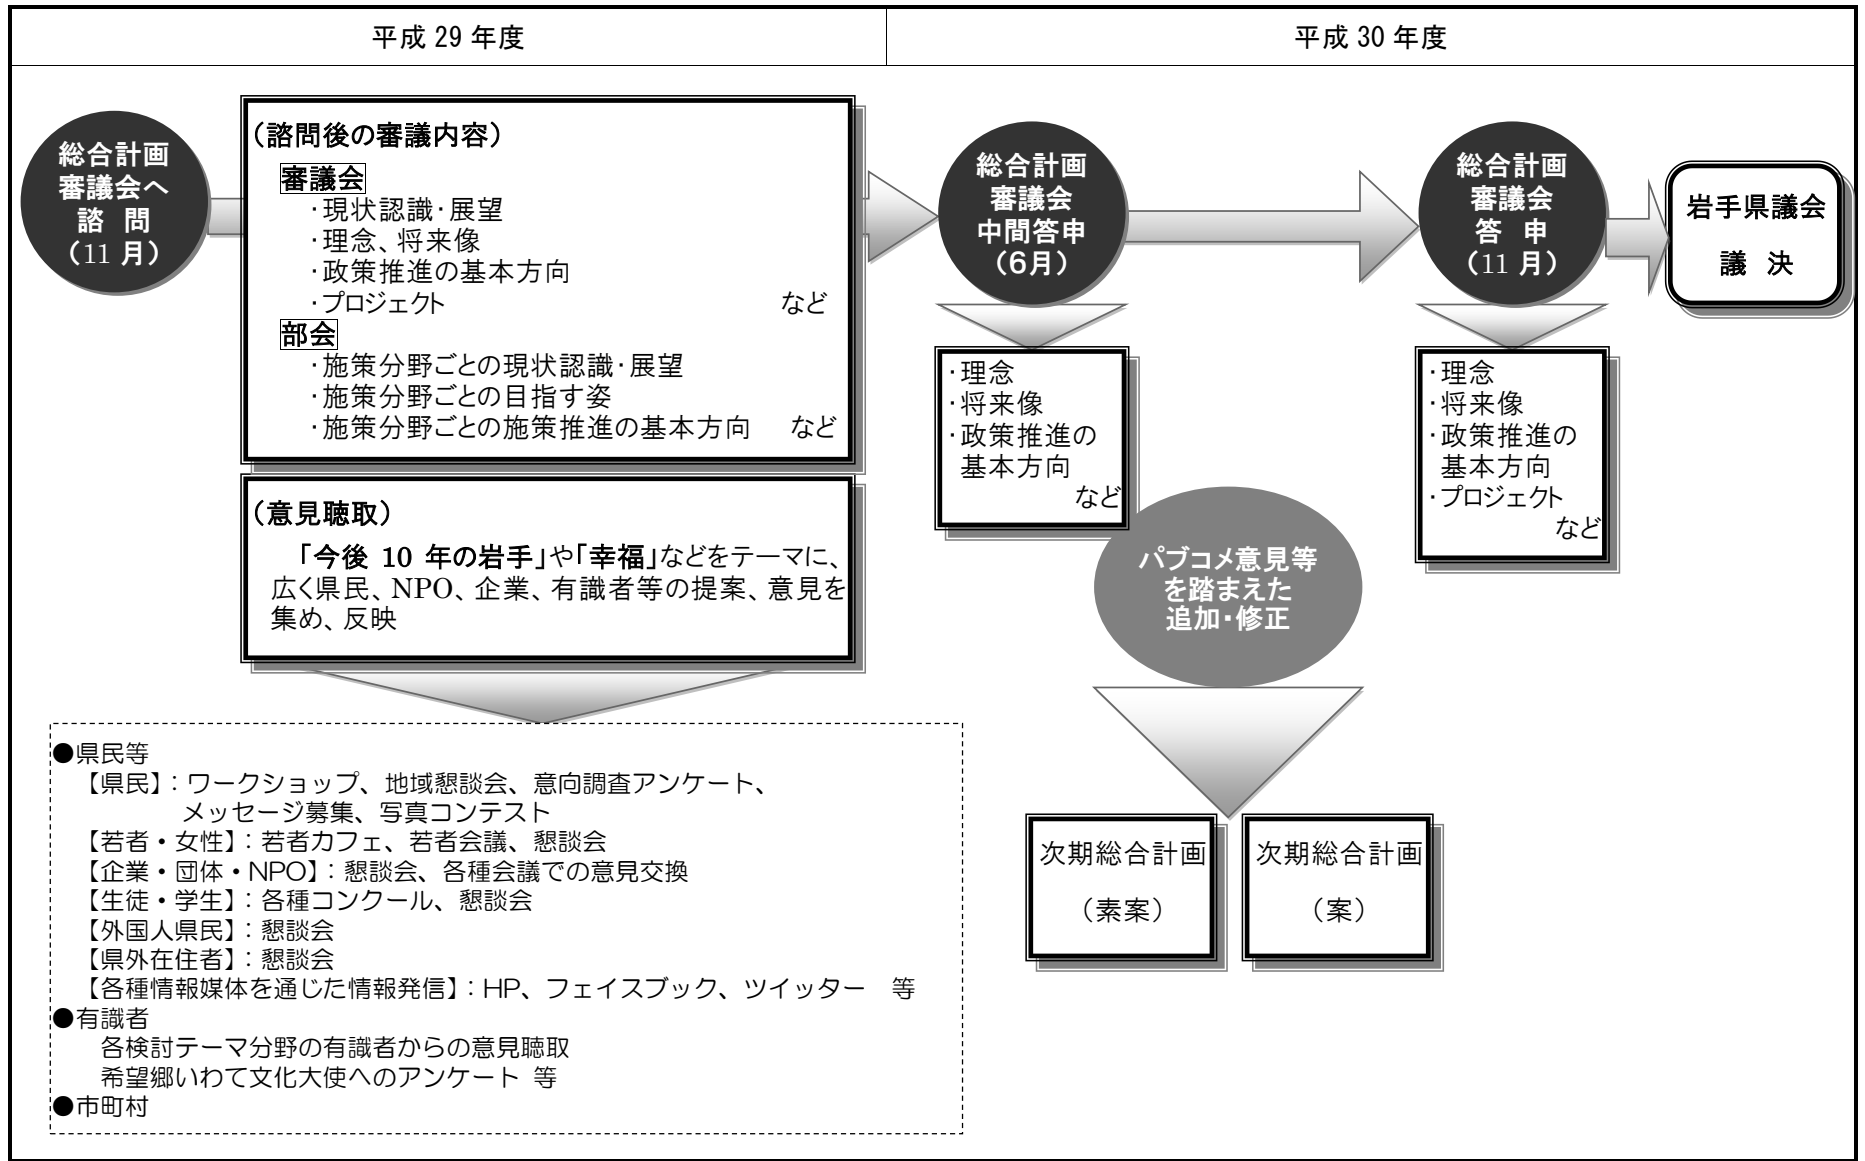 平成 29 年度
平成 30 年度
総合計画
審議会へ
諮 問
（11 月）
（諮問後の審議内容）
審議会
・現状認識・展望
・理念、将来像
・政策推進の基本方向
・プロジェクト など
部会
・施策分野ごとの現状認識・展望
・施策分野ごとの目指す姿
・施策分野ごとの施策推進の基本方向 など
（意見聴取）
「今後 10 年の岩手」や「幸福」などをテーマに、
広く県民、NPO、企業、有識者等の提案、意見を
集め、反映
●県民等
【県民】：ワークショップ、地域懇談会、意向調査アンケート、
メッセージ募集、写真コンテスト
【若者・女性】：若者カフェ、若者会議、懇談会
【企業・団体・NPO】：懇談会、各種会議での意見交換
【生徒・学生】：各種コンクール、懇談会
【外国人県民】：懇談会
【県外在住者】：懇談会
【各種情報媒体を通じた情報発信】：HP、フェイスブック、ツイッター 等
●有識者
各検討テーマ分野の有識者からの意見聴取
希望郷いわて文化大使へのアンケート 等
●市町村
総合計画
審議会
中間答申
（6月）
・理念
・将来像
・政策推進の
基本方向
など
パブコメ意見等
を踏まえた
追加・修正
次期総合計画
（素案）
次期総合計画
（案）
総合計画
審議会
答 申
（11 月）
・理念
・将来像
・政策推進の
基本方向
・プロジェクト
など
岩手県議会
議 決